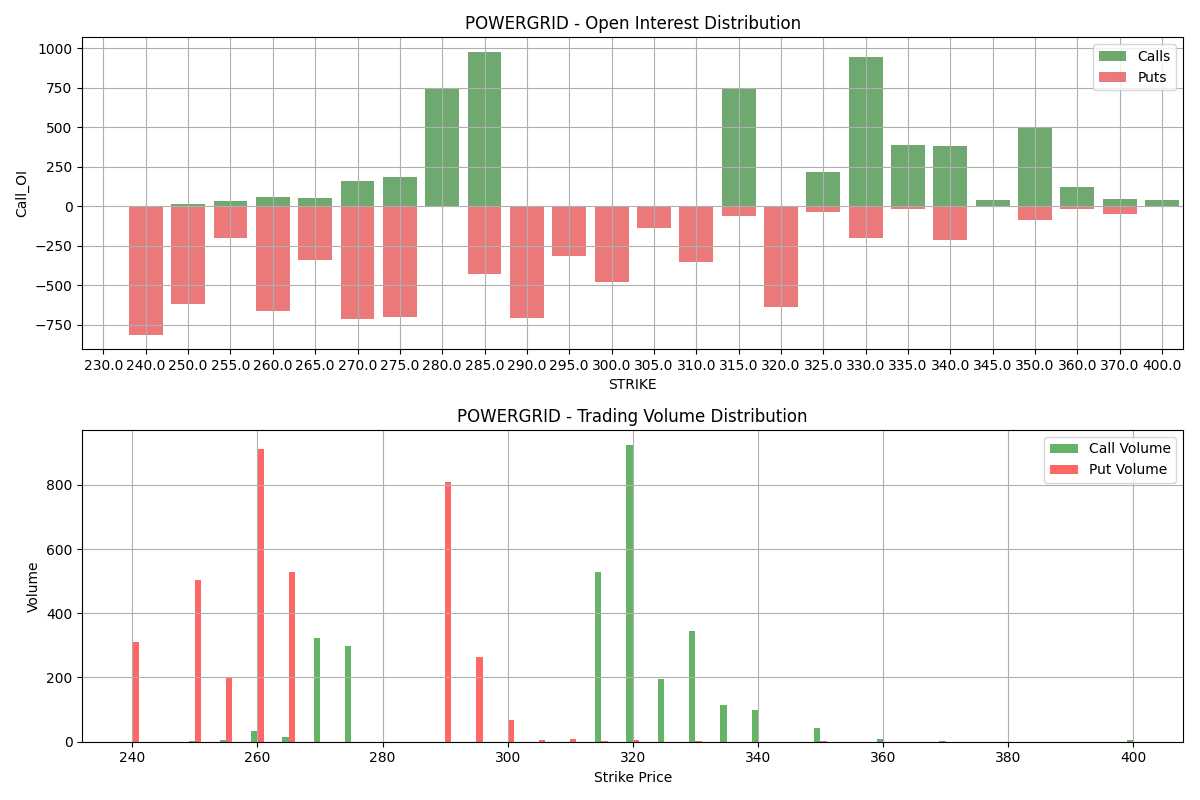 POWERGRID - Open Interest Distribution
Call_OI
1000
750
500
250
0
−250
−500
−750
Calls
Puts
230.0 240.0 250.0 255.0 260.0 265.0 270.0 275.0 280.0 285.0 290.0 295.0 300.0 305.0 310.0 315.0 320.0 325.0 330.0 335.0 340.0 345.0 350.0 360.0 370.0 400.0
STRIKE
POWERGRID - Trading Volume Distribution
Volume
800
600
400
200
0
Call Volume
Put Volume
240 260 280 300 320 340 360 380 400
Strike Price